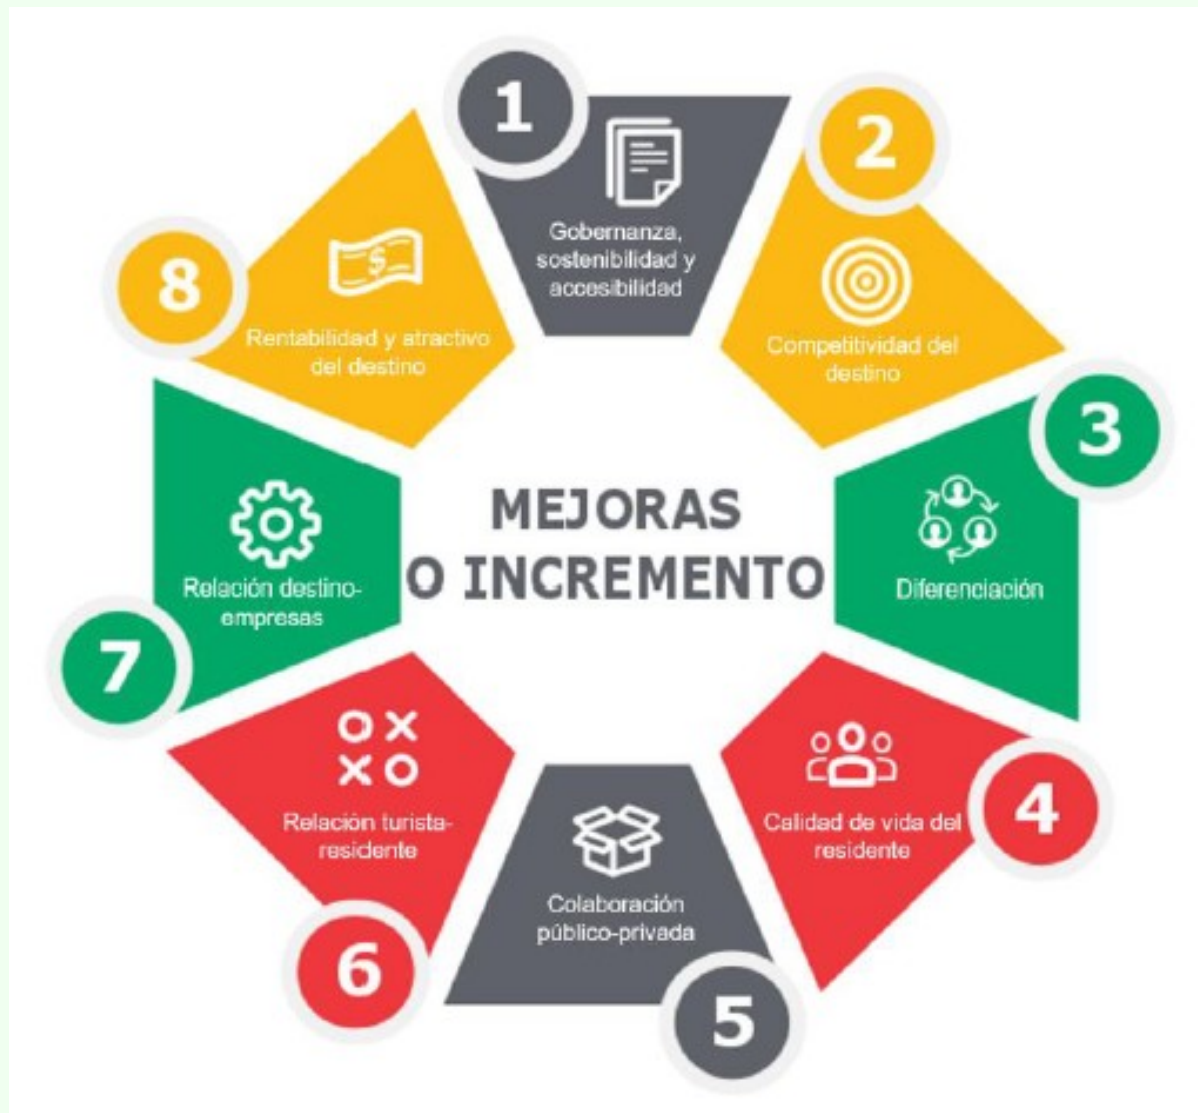 MEJORAS
O INCREMENTO
1
Gobernanza,
sostenibilidad y
accesibilidad
2
Competitividad del
destino
3
Diferenciación
4
Calidad de vida del
residente
5
Colaboración
público-privada
6
Relación turista-
residente
7
Relación destino-
empresas
8
$
Rentabilidad y atractivo
del destino